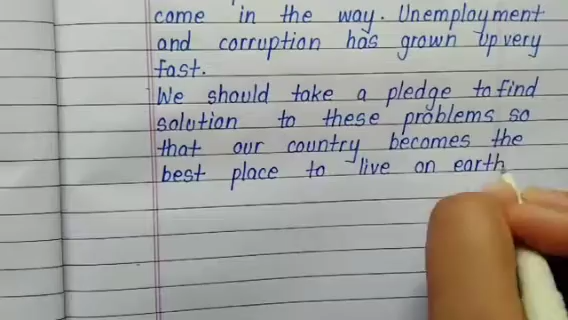 come in the way. Unemployment
and corruption has grown up very
fast.
We should take a pledge to find
solution to these problems so
that our country becomes the
best place to live on earth